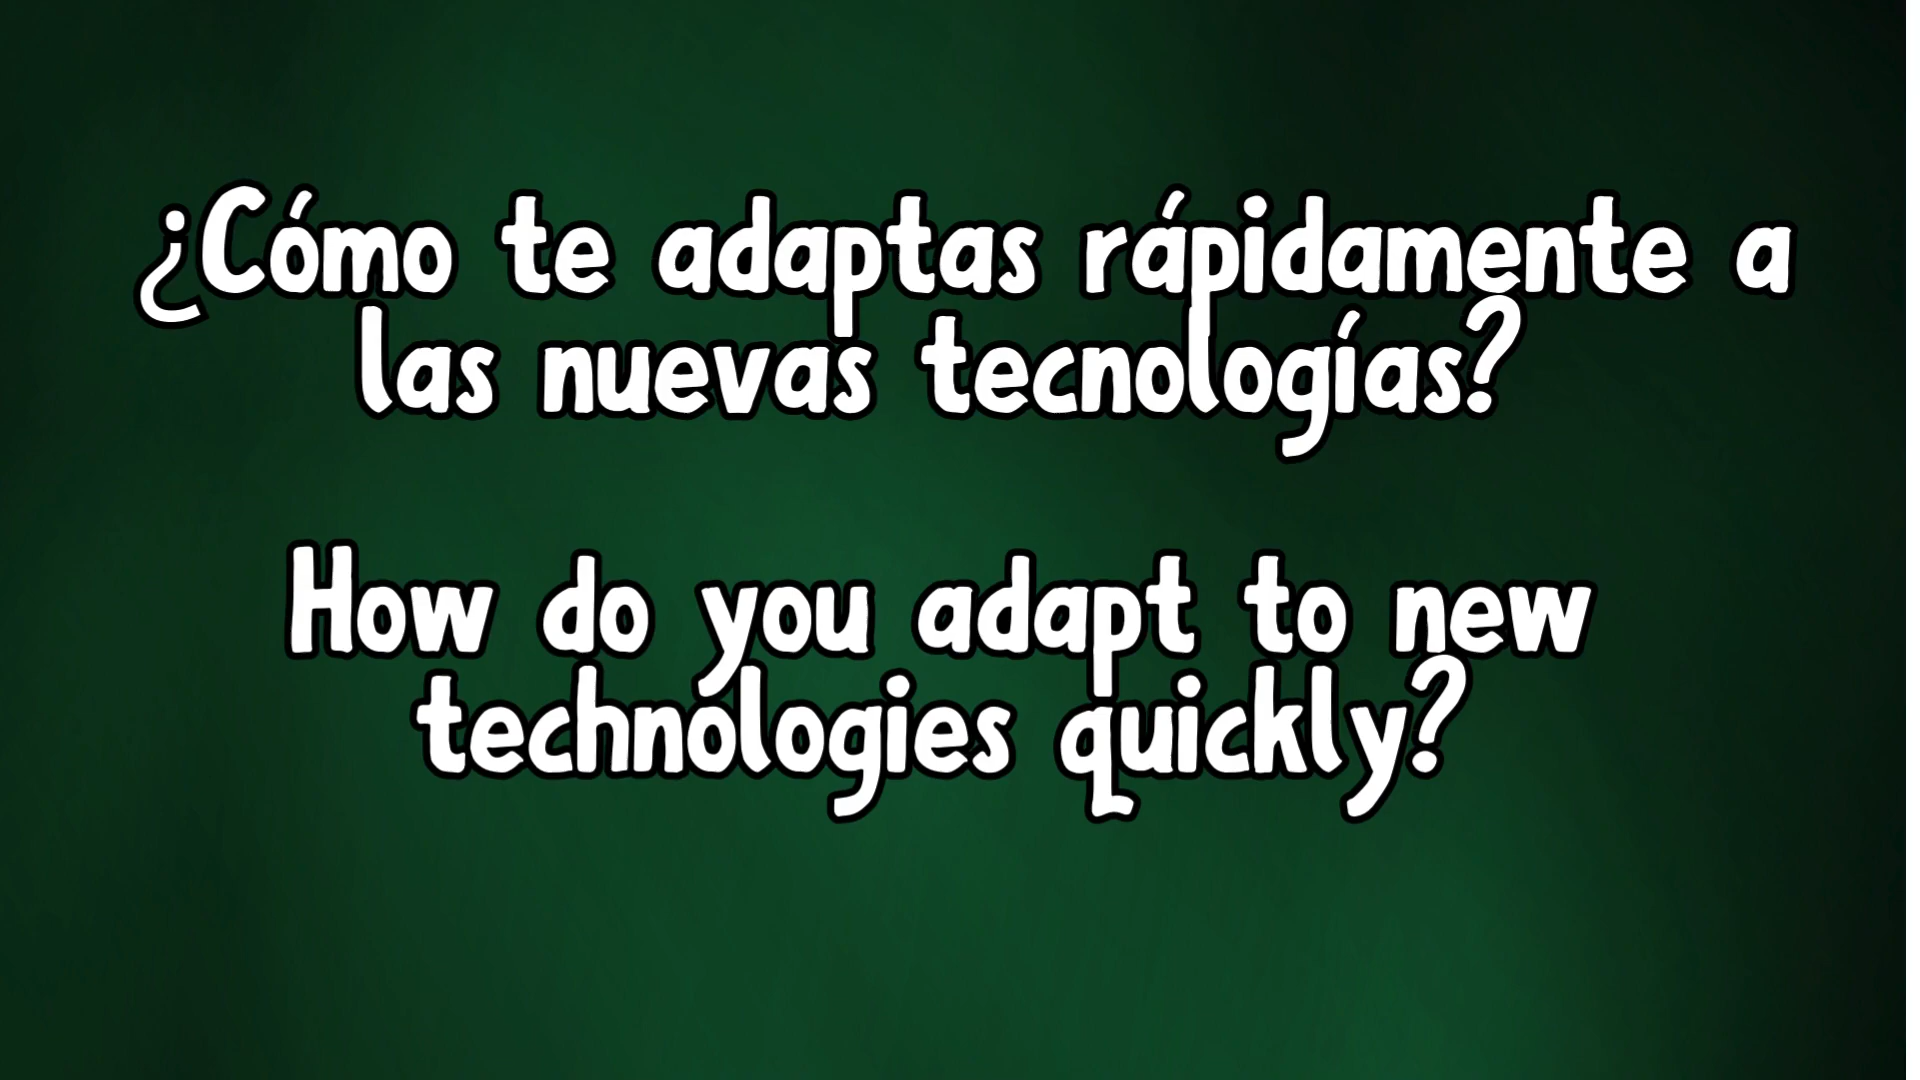 ¿Cómo te adaptas rápidamente a
las nuevas tecnologías?
How do you adapt to new
technologies quickly?